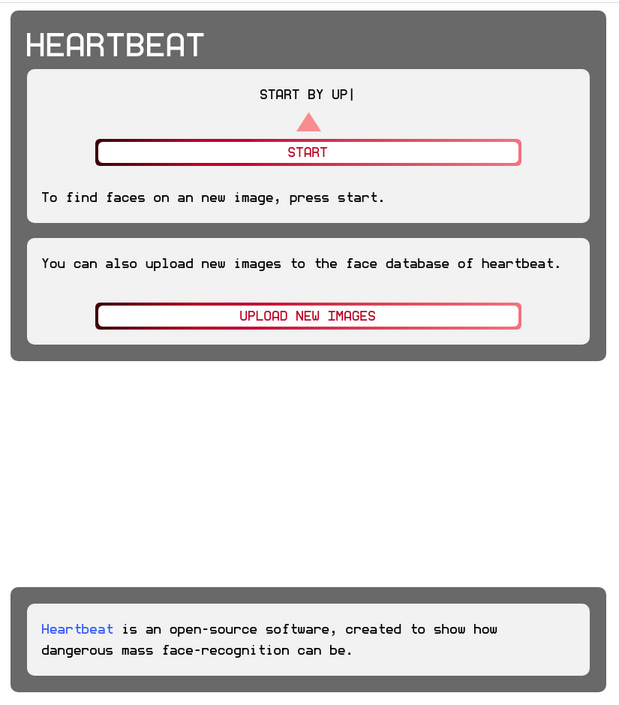 HEARTBEAT
START BY UP|
START
To find faces on an new image, press start.
You can also upload new images to the face database of heartbeat.
UPLOAD NEW IMAGES
Heartbeat is an open-source software, created to show how
dangerous mass face-recognition can be.